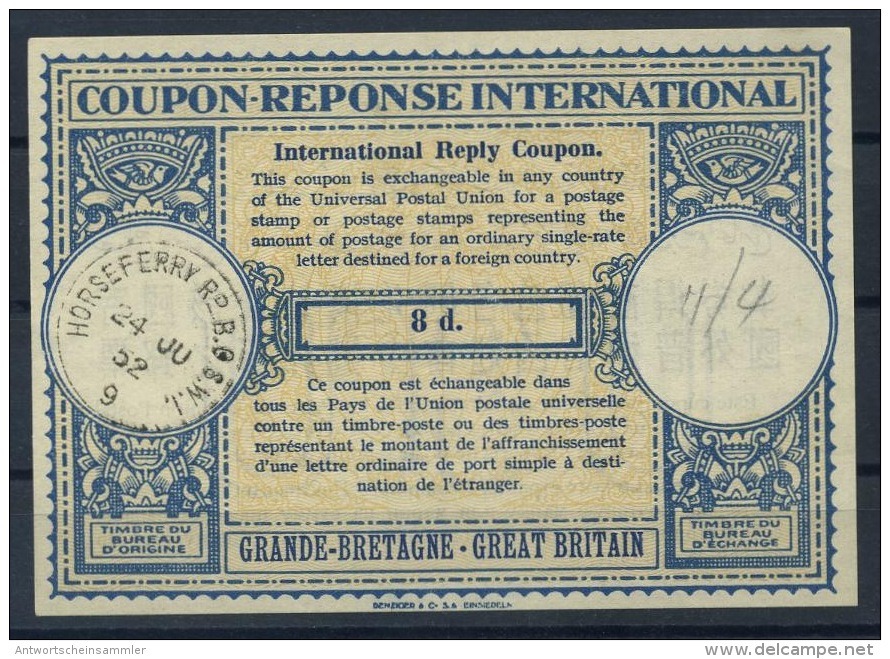 COUPON-REPONSE INTERNATIONAL
International Reply Coupon.
This coupon is exchangeable in any country
of the Universal Postal Union for a postage
stamp or postage stamps representing the
amount of postage for an ordinary single-rate
letter destined for a foreign country.
HORSEFERRY RD. B.O. S.W.1.
24 JU
52
9
8 d.
4/4
Ce coupon est échangeable dans
tous les Pays de l'Union postale universelle
contre un timbre-poste ou des timbres-poste
représentant le montant de l'affranchissement
d'une lettre ordinaire de port simple à desti-
nation de l'étranger.
TIMBRE DU
BUREAU
D'ORIGINE
TIMBRE DU
BUREAU
D'ÉCHANGE
GRANDE-BRETAGNE · GREAT BRITAIN
BENZIGER & Co. S.A. EINSIEDELN
Antwortscheinsammler
© delcampe.net